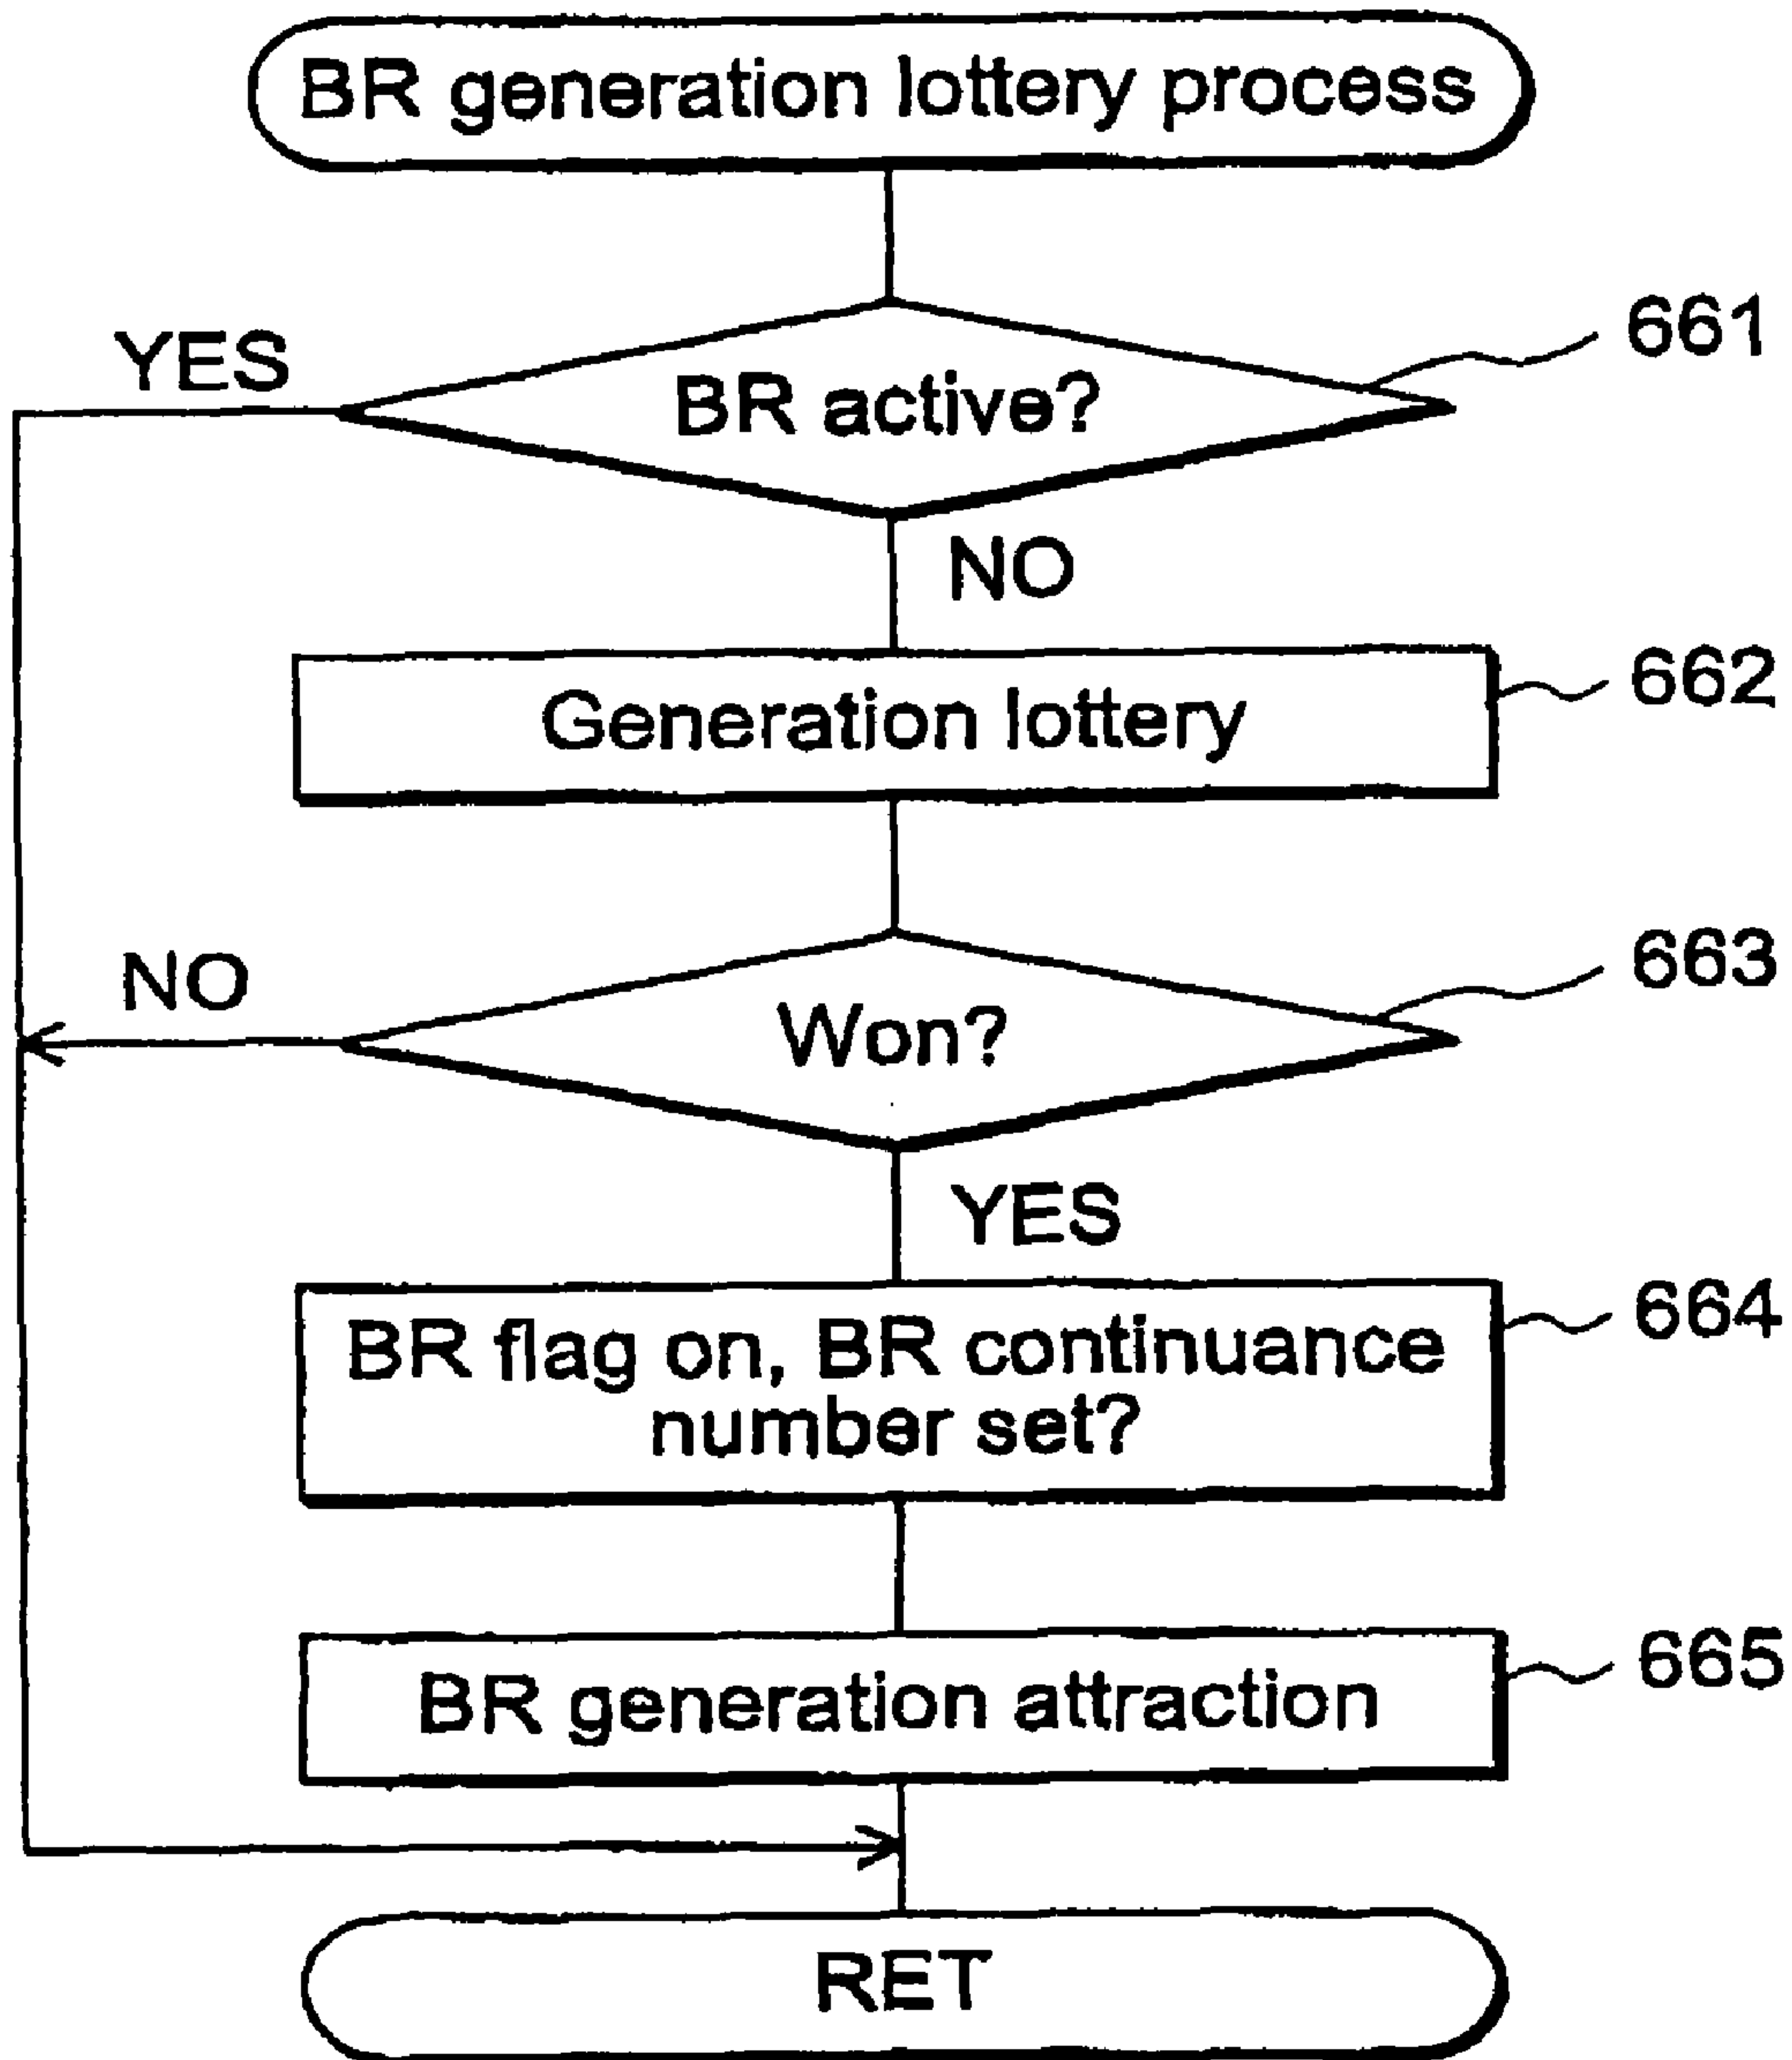 BR generation lottery process
661
YES
BR active?
NO
662
Generation lottery
663
NO
Won?
YES
664
BR flag on, BR continuance
number set?
665
BR generation attraction
RET